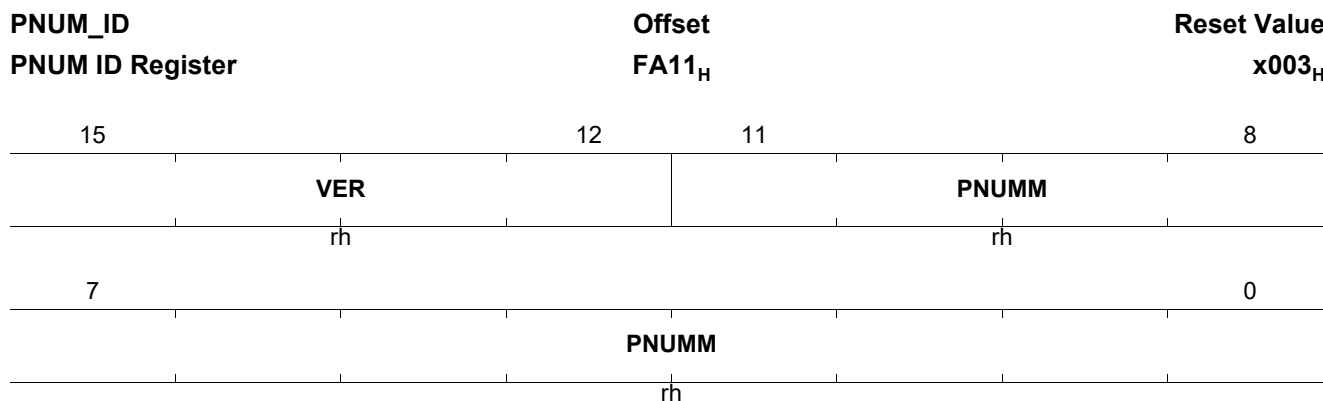 PNUM_ID Offset Reset Value
PNUM ID Register FA11H x003H
15 12 11 8
VER PNUMM
rh rh
7 0
PNUMM
rh